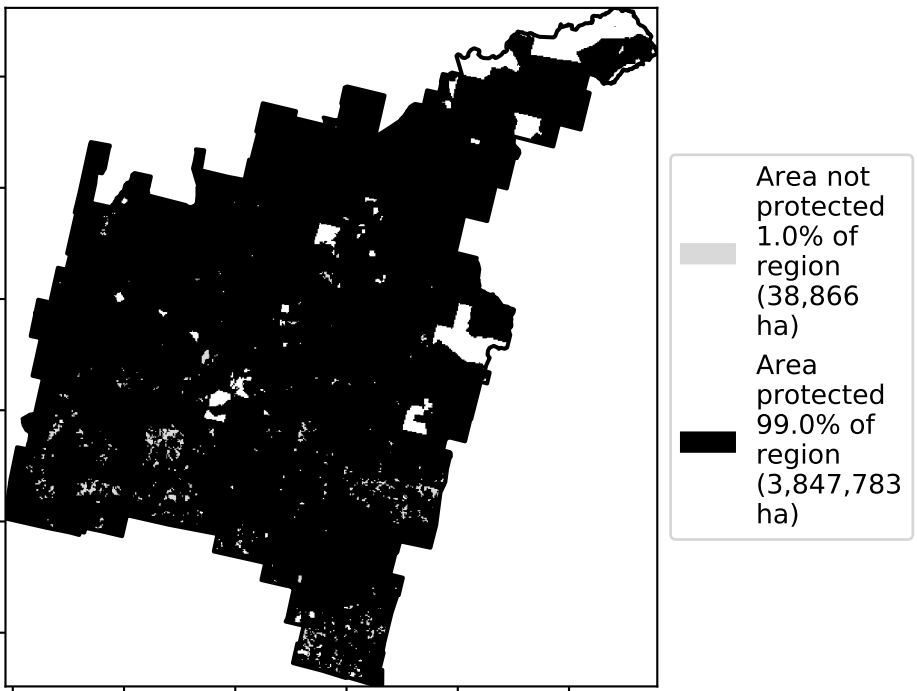 Area not
protected
1.0% of
region
(38,866
ha)
Area
protected
99.0% of
region
(3,847,783
ha)